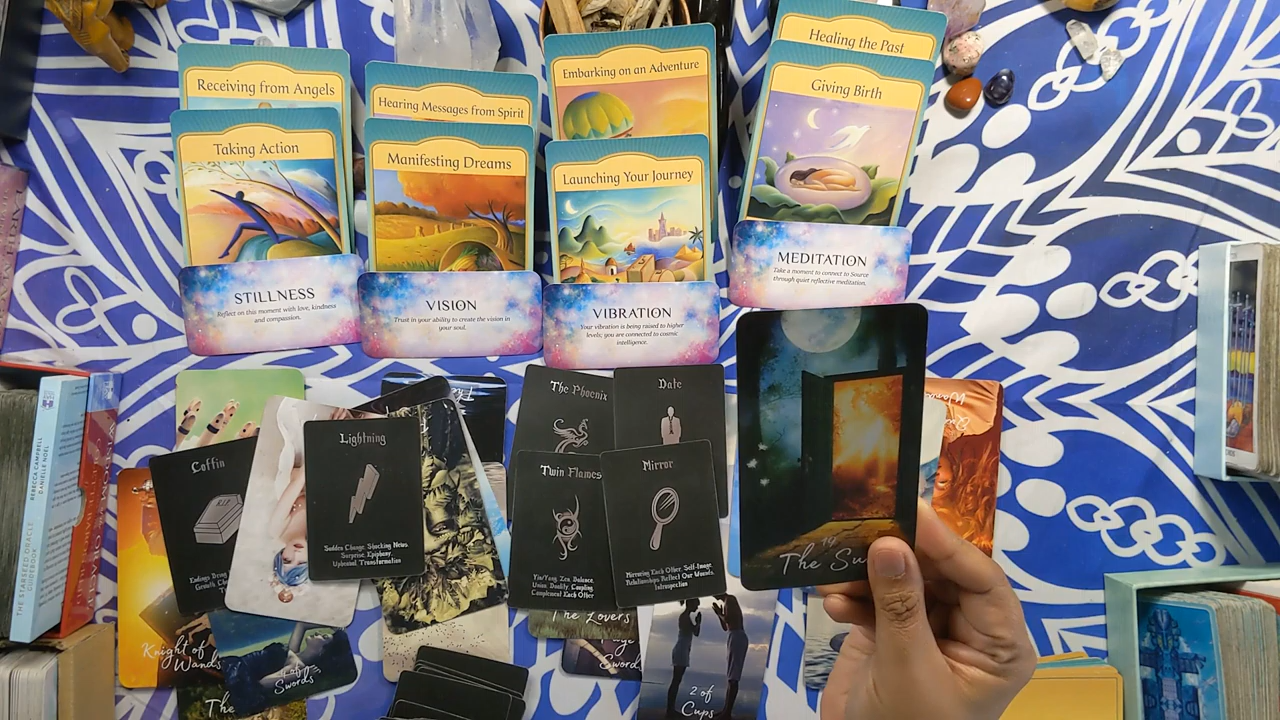 Healing the Past
Receiving from Angels
Hearing Messages from Spirit
Embarking on an Adventure
Giving Birth
Taking Action
Manifesting Dreams
Launching Your Journey
STILLNESS
Reflect on this moment with love, kindness
and compassion.
VISION
Trust in your ability to create the vision in
your soul.
VIBRATION
Your vibration is being raised to higher
levels; you are connected to cosmic
intelligence.
MEDITATION
Take a moment to connect to Source
through quiet reflective meditation.
The Phoenix
Date
Lightning
Sudden Change, Shocking News
Surprise, Epiphany,
Upheaval, Transformation
Coffin
Endings
Growth
Twin Flames
Yin/Yang, Zen, Balance,
Union, Duality, Coupling
Complement Each Other
Mirror
Mirroring Each Other, Self-Image,
Relationships Reflect Our Wounds,
Introspection
19
The Su
Knight of
Wands
Swords
The
The Lovers
Sword
2 of
Cups
THE STARSEED ORACLE
GUIDEBOOK
REBECCA CAMPBELL
DANIELLE NOEL